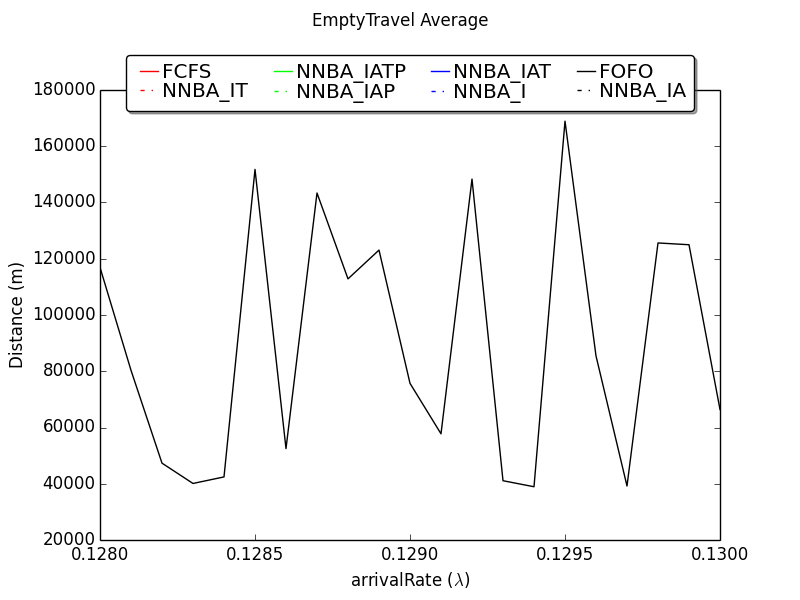 EmptyTravel Average
FCFS NNBA_IATP NNBA_IAT FOFO
NNBA_IT NNBA_IAP NNBA_I NNBA_IA
180000
160000
140000
120000
100000
80000
60000
40000
20000
Distance (m)
0.1280 0.1285 0.1290 0.1295 0.1300
arrivalRate (λ)